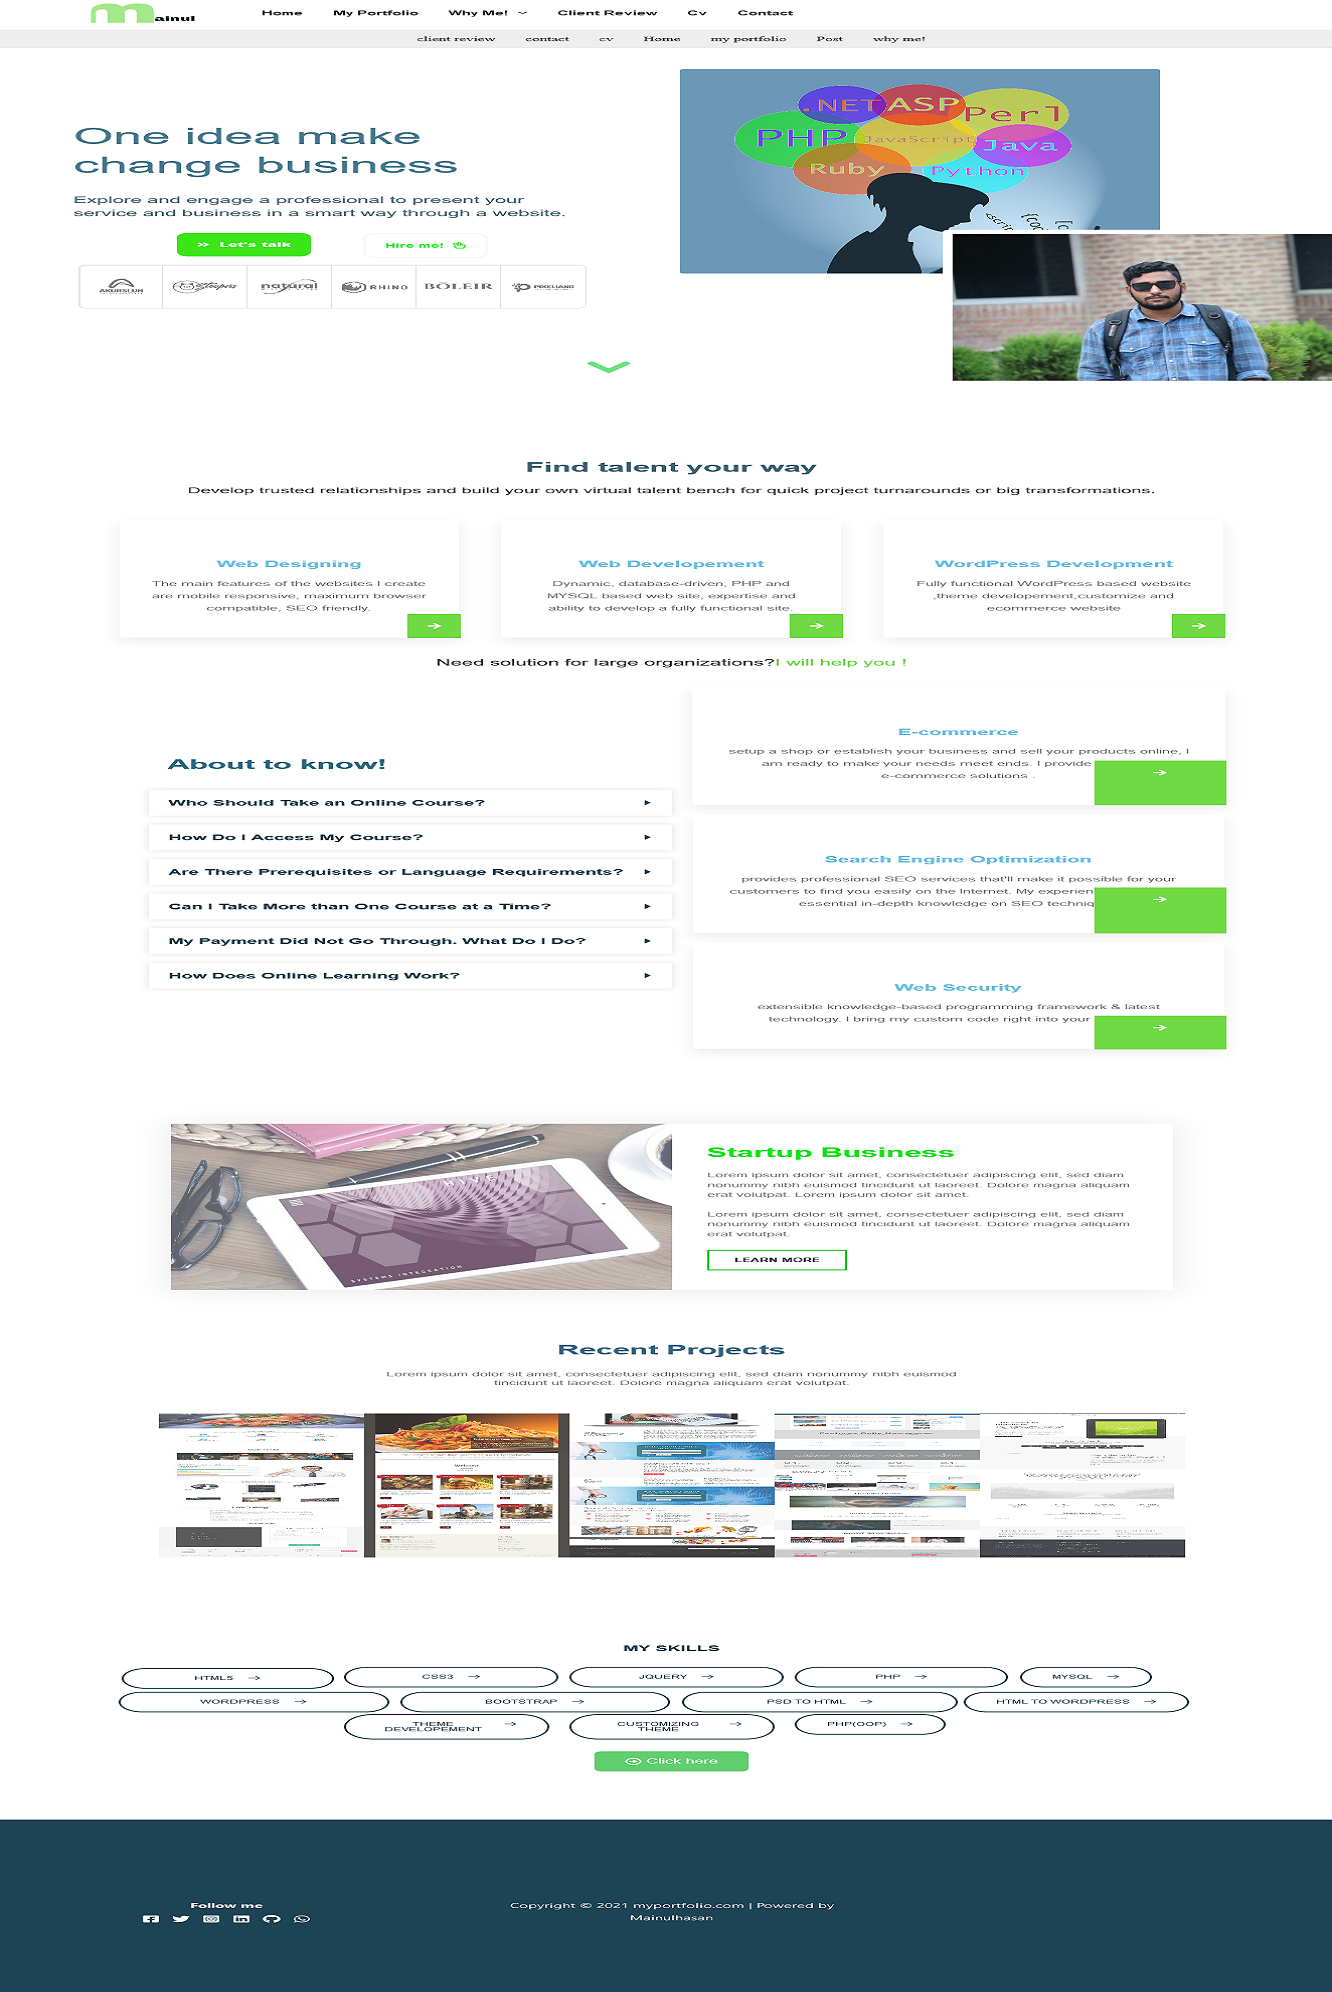 mainul
Home My Portfolio Why Me! Client Review Cv Contact
client review contact cv Home my portfolio Post why me!
One idea make
change business
Explore and engage a professional to present your
service and business in a smart way through a website.
Let's talk
Hire me!
.NET ASP Perl
PHP JavaScript Java
Ruby Python
natural RHINO BOLEIR
Find talent your way
Develop trusted relationships and build your own virtual talent bench for quick project turnarounds or big transformations.
Web Designing
The main features of the websites I create
are mobile responsive, maximum browser
compatible, SEO friendly.
Web Developement
Dynamic, database-driven, PHP and
MYSQL based web site, expertise and
ability to develop a fully functional site.
WordPress Development
Fully functional WordPress based website
,theme developement,customize and
ecommerce website
Need solution for large organizations?I will help you !
About to know!
Who Should Take an Online Course?
How Do I Access My Course?
Are There Prerequisites or Language Requirements?
Can I Take More than One Course at a Time?
My Payment Did Not Go Through. What Do I Do?
How Does Online Learning Work?
E-commerce
setup a shop or establish your business and sell your products online, I
am ready to make your needs meet ends. I provide
e-commerce solutions .
Search Engine Optimization
provides professional SEO services that'll make it possible for your
customers to find you easily on the Internet. My experien
essential in-depth knowledge on SEO techniq
Web Security
extensible knowledge-based programming framework & latest
technology. I bring my custom code right into your
HIVE
SYSTEMS INTEGRATION
Startup Business
Lorem ipsum dolor sit amet, consectetuer adipiscing elit, sed diam
nonummy nibh euismod tincidunt ut laoreet. Dolore magna aliquam
erat volutpat. Lorem ipsum dolor sit amet.
Lorem ipsum dolor sit amet, consectetuer adipiscing elit, sed diam
nonummy nibh euismod tincidunt ut laoreet. Dolore magna aliquam
erat volutpat.
LEARN MORE
Recent Projects
Lorem ipsum dolor sit amet, consectetuer adipiscing elit, sed diam nonummy nibh euismod
tincidunt ut laoreet. Dolore magna aliquam erat volutpat.
MY SKILLS
HTML5 CSS3 JQUERY PHP MYSQL
WORDPRESS BOOTSTRAP PSD TO HTML HTML TO WORDPRESS
THEME
DEVELOPEMENT
CUSTOMIZING
THEME
PHP(OOP)
Click here
Follow me
Copyright © 2021 myportfolio.com | Powered by
Mainulhasan